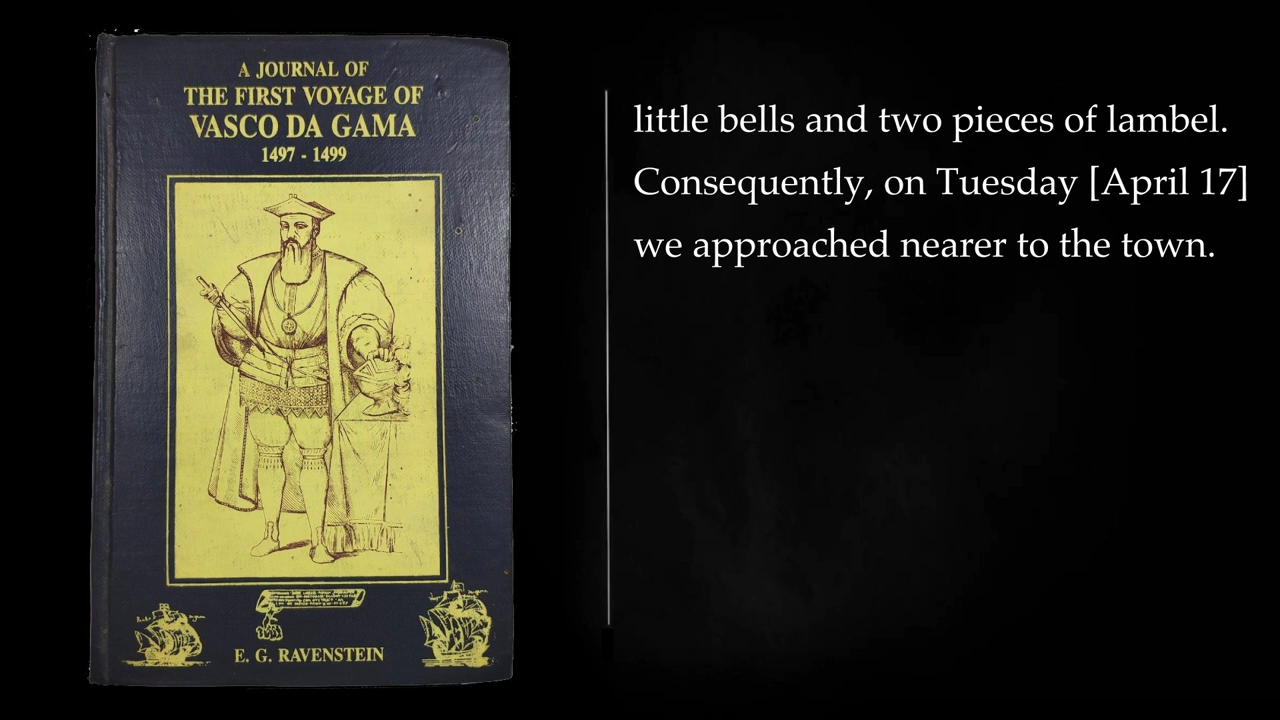 A JOURNAL OF
THE FIRST VOYAGE OF
VASCO DA GAMA
1497 - 1499
E. G. RAVENSTEIN
little bells and two pieces of lambel.
Consequently, on Tuesday [April 17]
we approached nearer to the town.